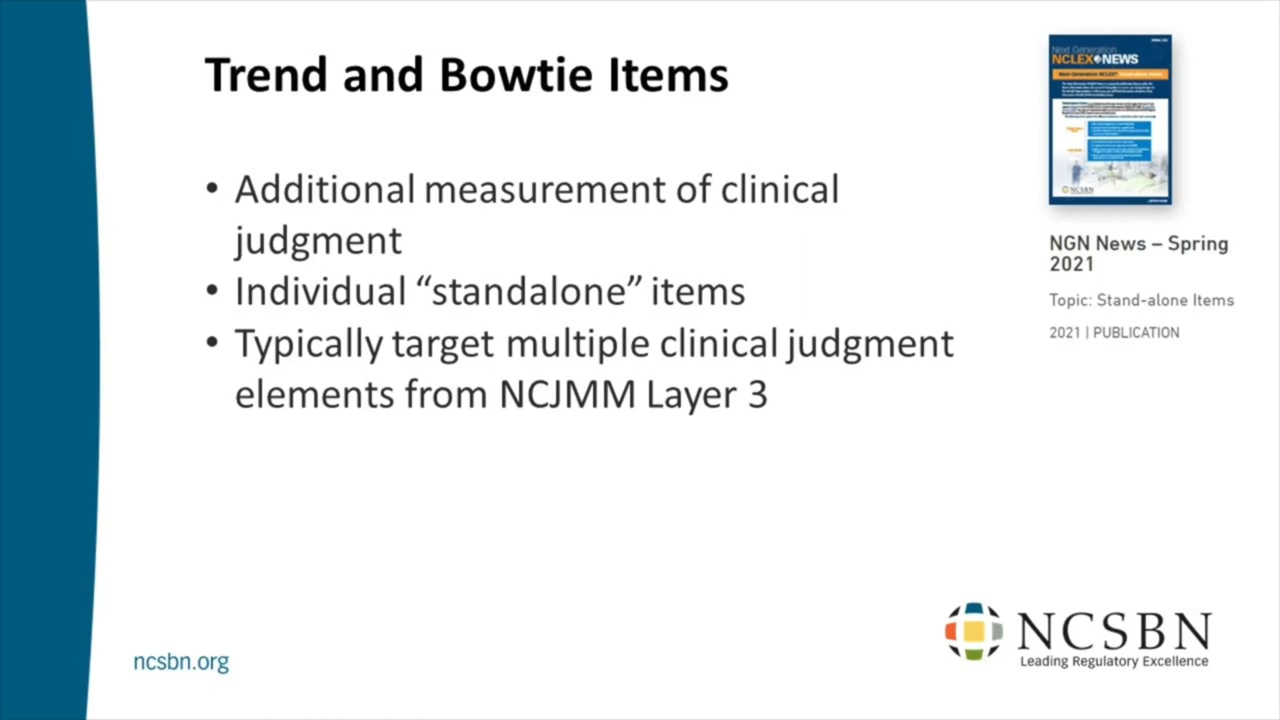 Trend and Bowtie Items
• Additional measurement of clinical
judgment
• Individual “standalone” items
• Typically target multiple clinical judgment
elements from NCJMM Layer 3
Next Generation
NCLEX NEWS
NCSBN
NGN News – Spring
2021
Topic: Stand-alone Items
2021 | PUBLICATION
ncsbn.org
NCSBN
Leading Regulatory Excellence